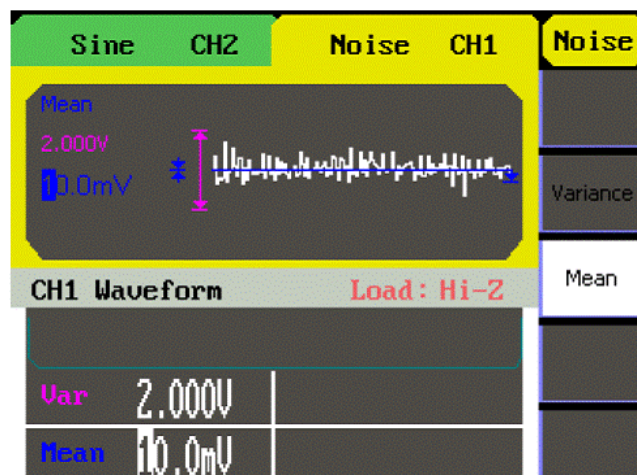 Sine CH2 Noise CH1 Noise
Mean
2.000V
10.0mV
Variance
Mean
CH1 Waveform Load: Hi-Z
Var 2.000V
Mean 10.0mV